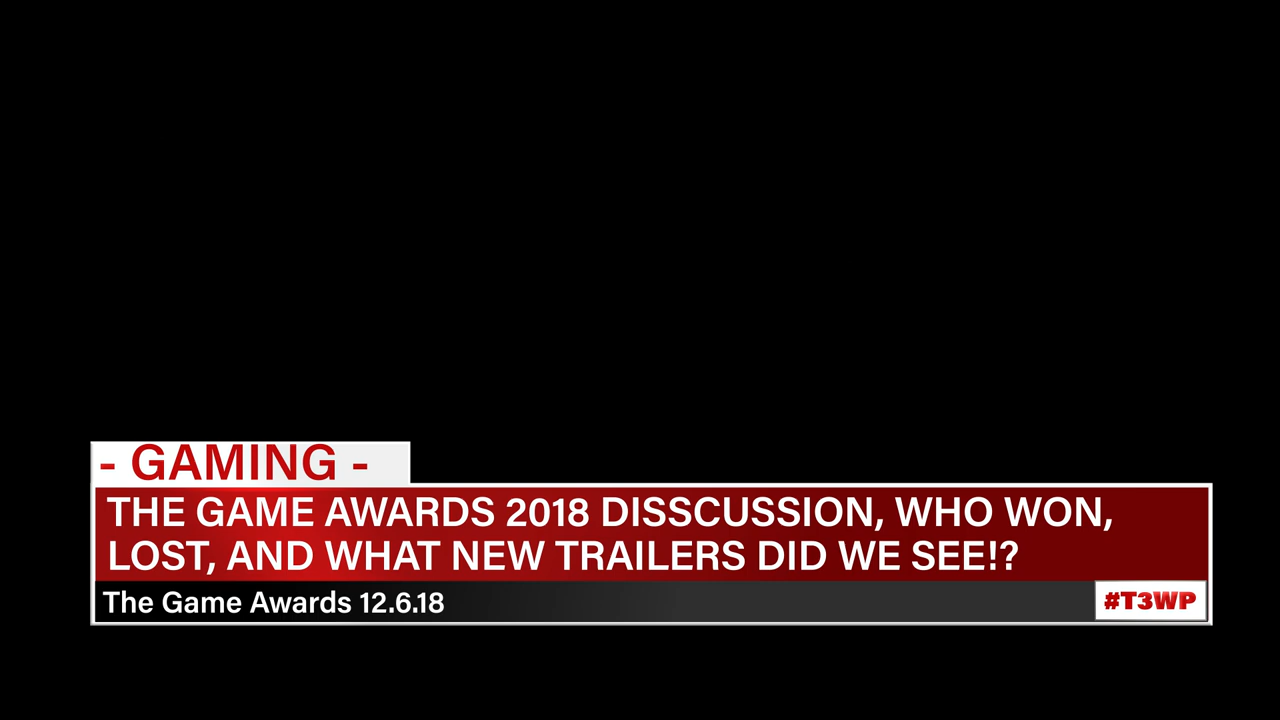 - GAMING -
THE GAME AWARDS 2018 DISSCUSSION, WHO WON,
LOST, AND WHAT NEW TRAILERS DID WE SEE!?
The Game Awards 12.6.18
#T3WP